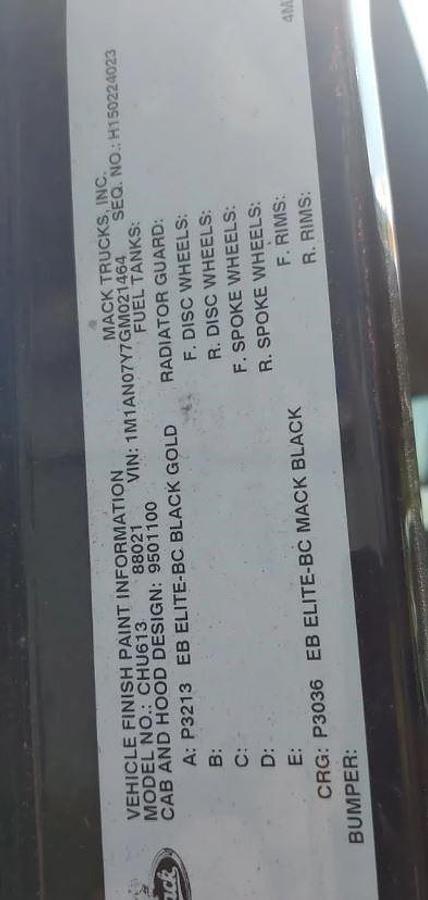 VEHICLE FINISH PAINT INFORMATION MACK TRUCKS, INC.
MODEL NO.: CHU613 88021 VIN: 1M1AN07Y7GM021464 SEQ. NO.: H150224023
CAB AND HOOD DESIGN: 9501100 FUEL TANKS:
A: P3213 EB ELITE-BC BLACK GOLD RADIATOR GUARD:
B: F. DISC WHEELS:
C: R. DISC WHEELS:
D: F. SPOKE WHEELS:
E: R. SPOKE WHEELS:
CRG: P3036 EB ELITE-BC MACK BLACK F. RIMS:
BUMPER: R. RIMS: